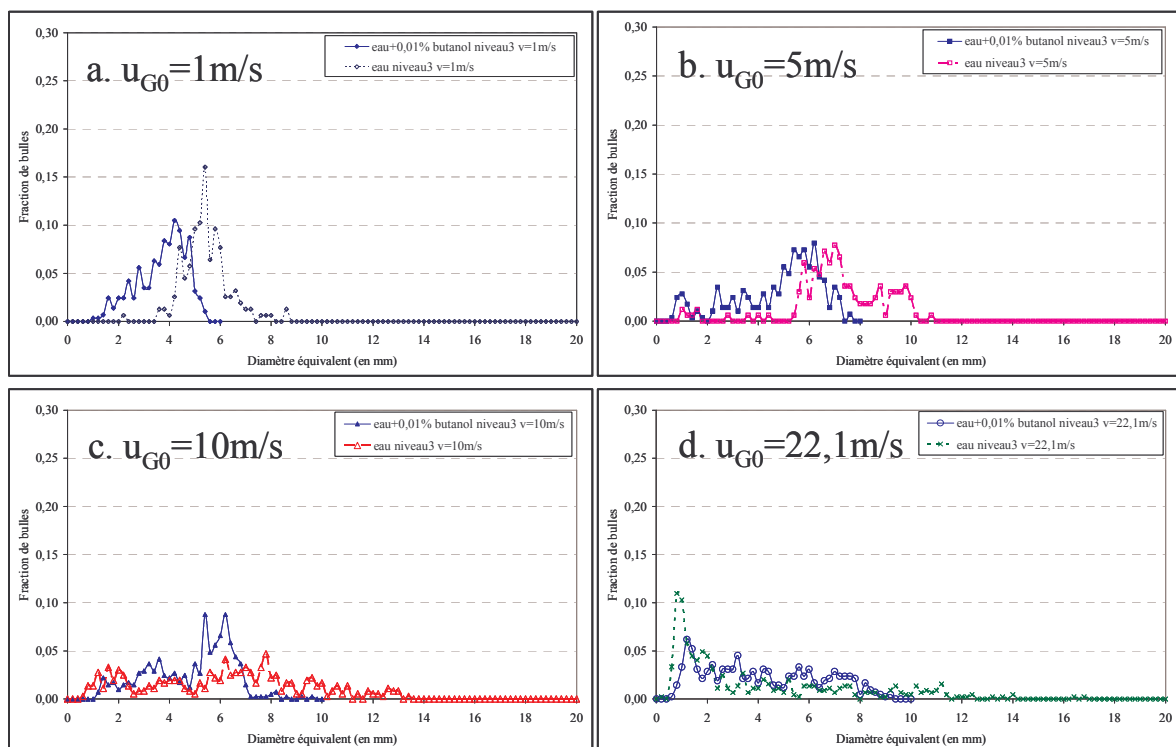 0,30
0,25
0,20
0,15
0,10
0,05
0,00
Fraction de bulles
a. uG0=1m/s
eau+0,01% butanol niveau3 v=1m/s
eau niveau3 v=1m/s
0 2 4 6 8 10 12 14 16 18 20
Diamètre équivalent (en mm)
0,30
0,25
0,20
0,15
0,10
0,05
0,00
Fraction de bulles
b. uG0=5m/s
eau+0,01% butanol niveau3 v=5m/s
eau niveau3 v=5m/s
0 2 4 6 8 10 12 14 16 18 20
Diamètre équivalent (en mm)
0,30
0,25
0,20
0,15
0,10
0,05
0,00
Fraction de bulles
c. uG0=10m/s
eau+0,01% butanol niveau3 v=10m/s
eau niveau3 v=10m/s
0 2 4 6 8 10 12 14 16 18 20
Diamètre équivalent (en mm)
0,30
0,25
0,20
0,15
0,10
0,05
0,00
Fraction de bulles
d. uG0=22,1m/s
eau+0,01% butanol niveau3 v=22,1m/s
eau niveau3 v=22,1m/s
0 2 4 6 8 10 12 14 16 18 20
Diamètre équivalent (en mm)